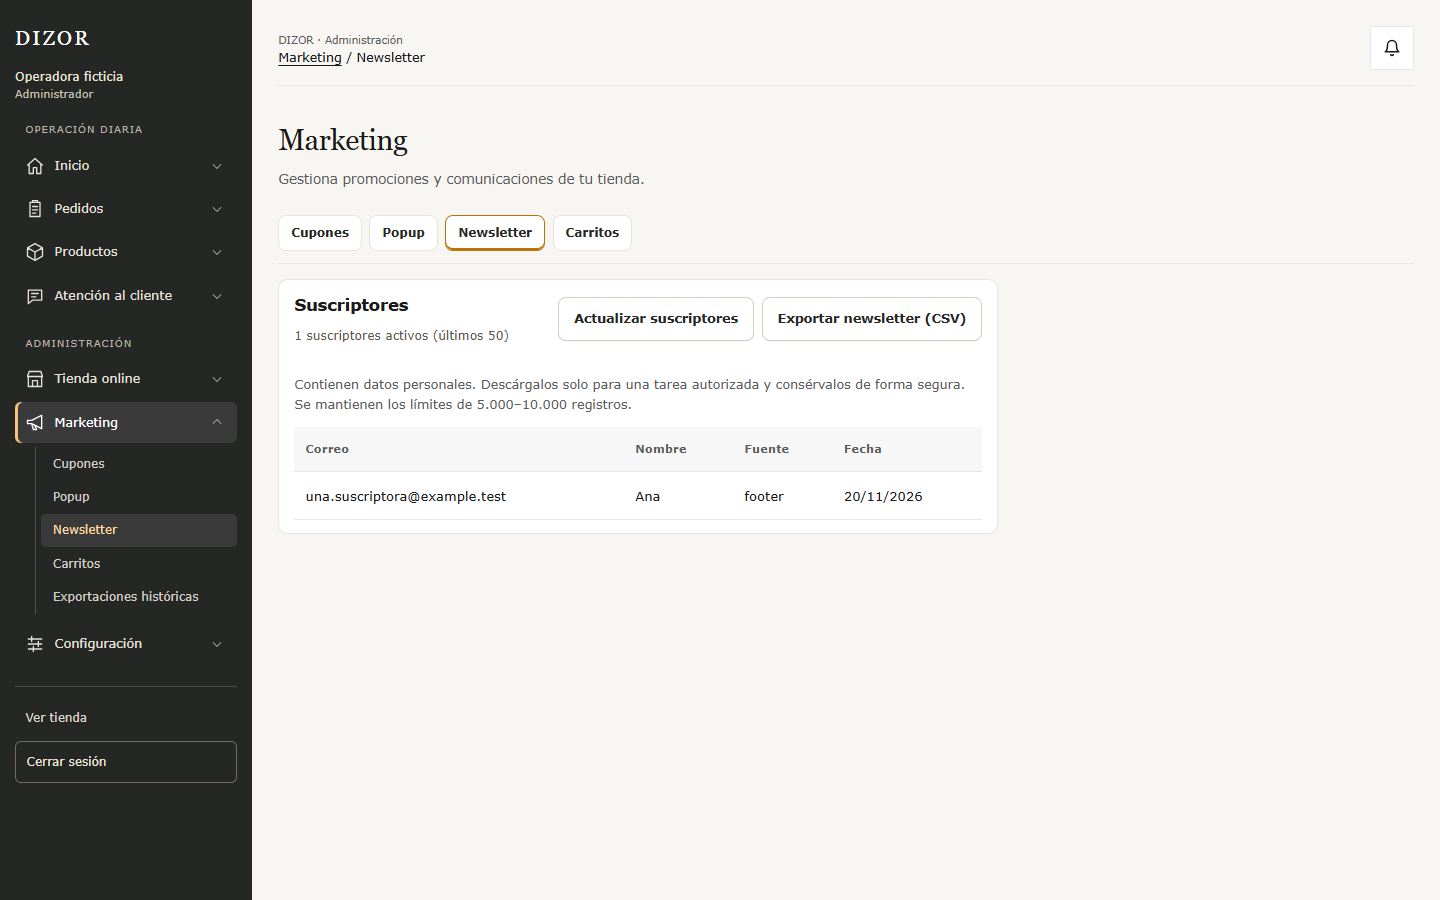 DIZOR
Operadora ficticia
Administrador
OPERACIÓN DIARIA
Inicio
Pedidos
Productos
Atención al cliente
ADMINISTRACIÓN
Tienda online
Marketing
Cupones
Popup
Newsletter
Carritos
Exportaciones históricas
Configuración
Ver tienda
Cerrar sesión
DIZOR · Administración
Marketing / Newsletter
Marketing
Gestiona promociones y comunicaciones de tu tienda.
Cupones Popup Newsletter Carritos
Suscriptores
1 suscriptores activos (últimos 50)
Actualizar suscriptores Exportar newsletter (CSV)
Contienen datos personales. Descárgalos solo para una tarea autorizada y consérvalos de forma segura.
Se mantienen los límites de 5.000–10.000 registros.
Correo Nombre Fuente Fecha
una.suscriptora@example.test Ana footer 20/11/2026